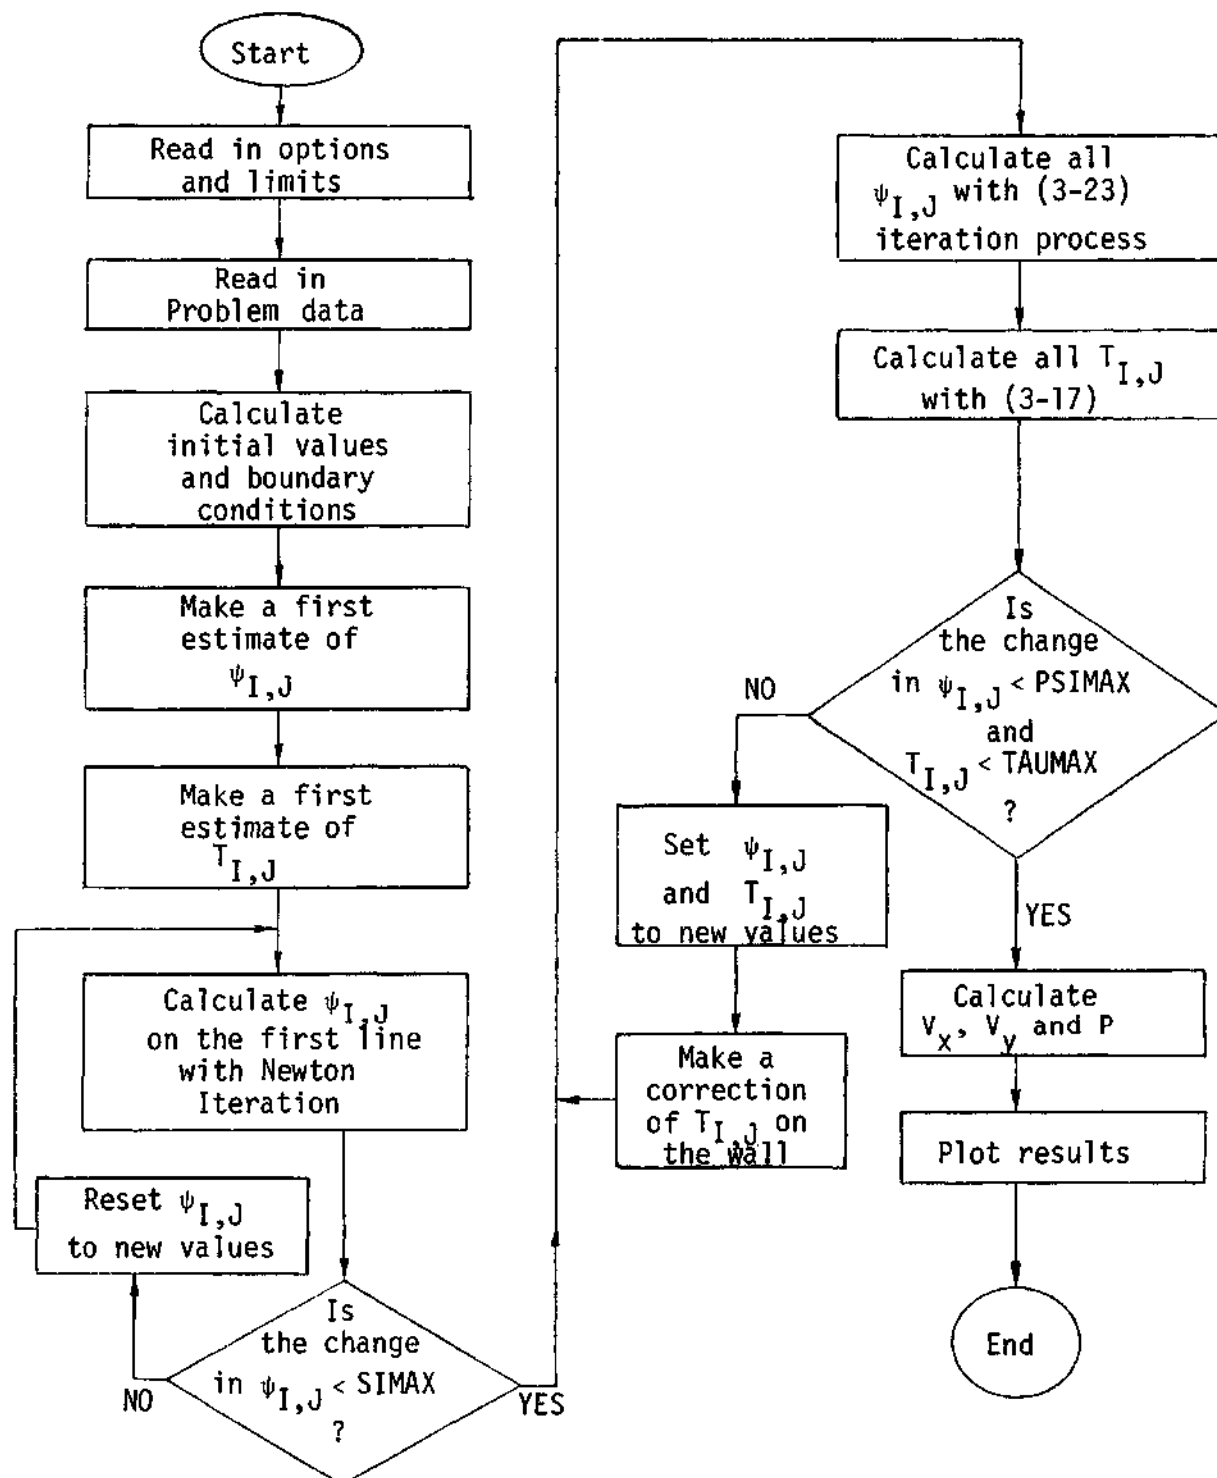 Start
Read in options
and limits
Read in
Problem data
Calculate
initial values
and boundary
conditions
Make a first
estimate of
ψI,J
Make a first
estimate of
TI,J
Calculate ψI,J
on the first line
with Newton
Iteration
Reset ψI,J
to new values
Is
the change
in ψI,J < SIMAX
?
NO
YES
Calculate all
ψI,J with (3-23)
iteration process
Calculate all TI,J
with (3-17)
Is
the change
in ψI,J < PSIMAX
and
TI,J < TAUMAX
?
NO
YES
Set ψI,J
and TI,J
to new values
Make a
correction
of TI,J on
the wall
Calculate
Vx, Vy and P
Plot results
End